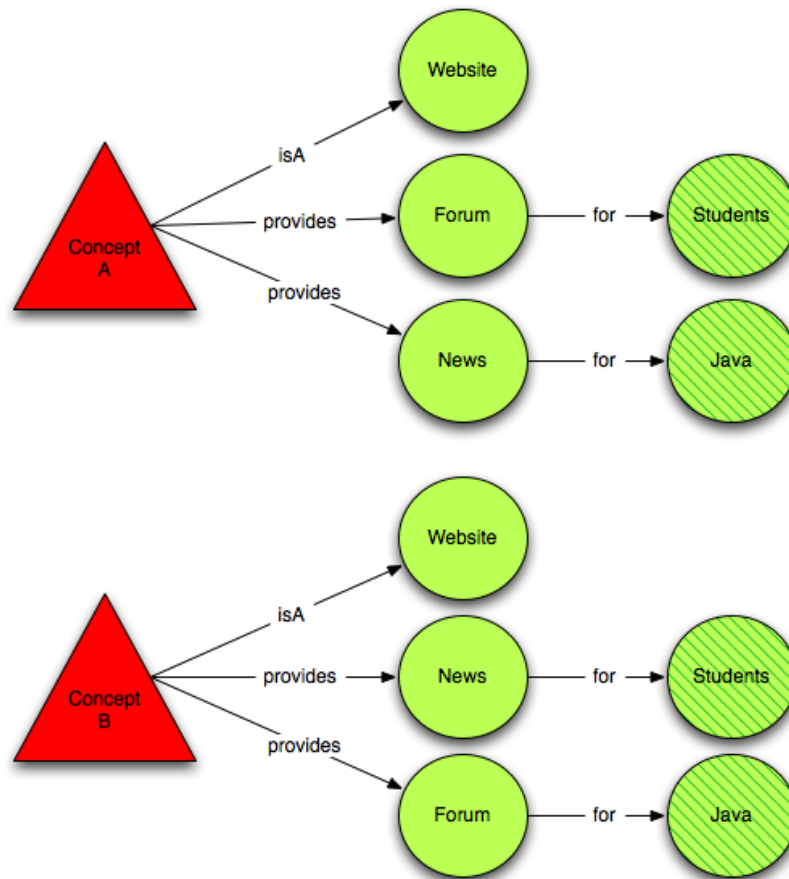 Website
isA
provides
Forum
for
Students
Concept
A
provides
News
for
Java
Website
isA
provides
News
for
Students
Concept
B
provides
Forum
for
Java